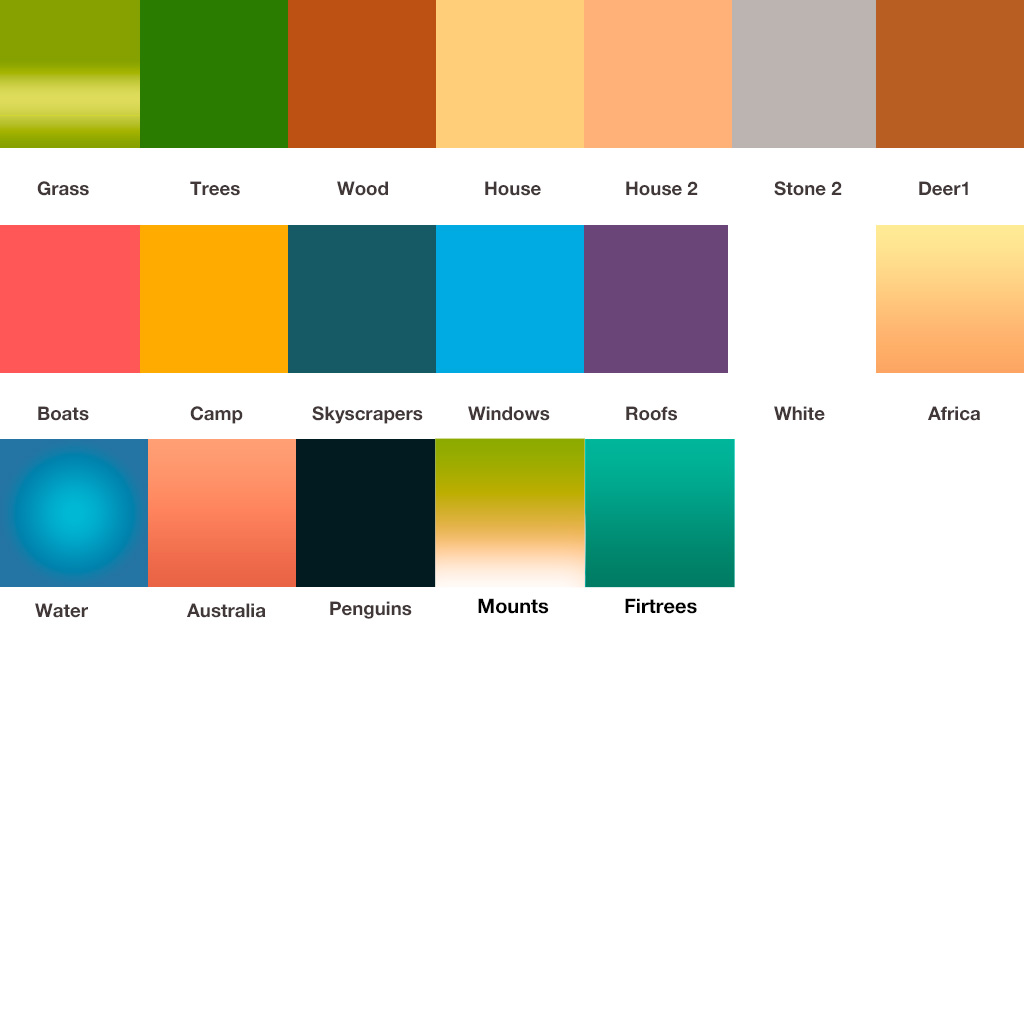 Grass Trees Wood House House 2 Stone 2 Deer1
Boats Camp Skyscrapers Windows Roofs White Africa
Water Australia Penguins Mounts Firtrees